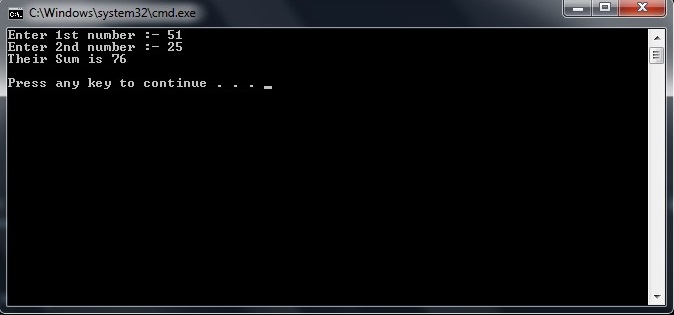 C:\Windows\system32\cmd.exe
Enter 1st number :- 51
Enter 2nd number :- 25
Their Sum is 76
Press any key to continue . . . _